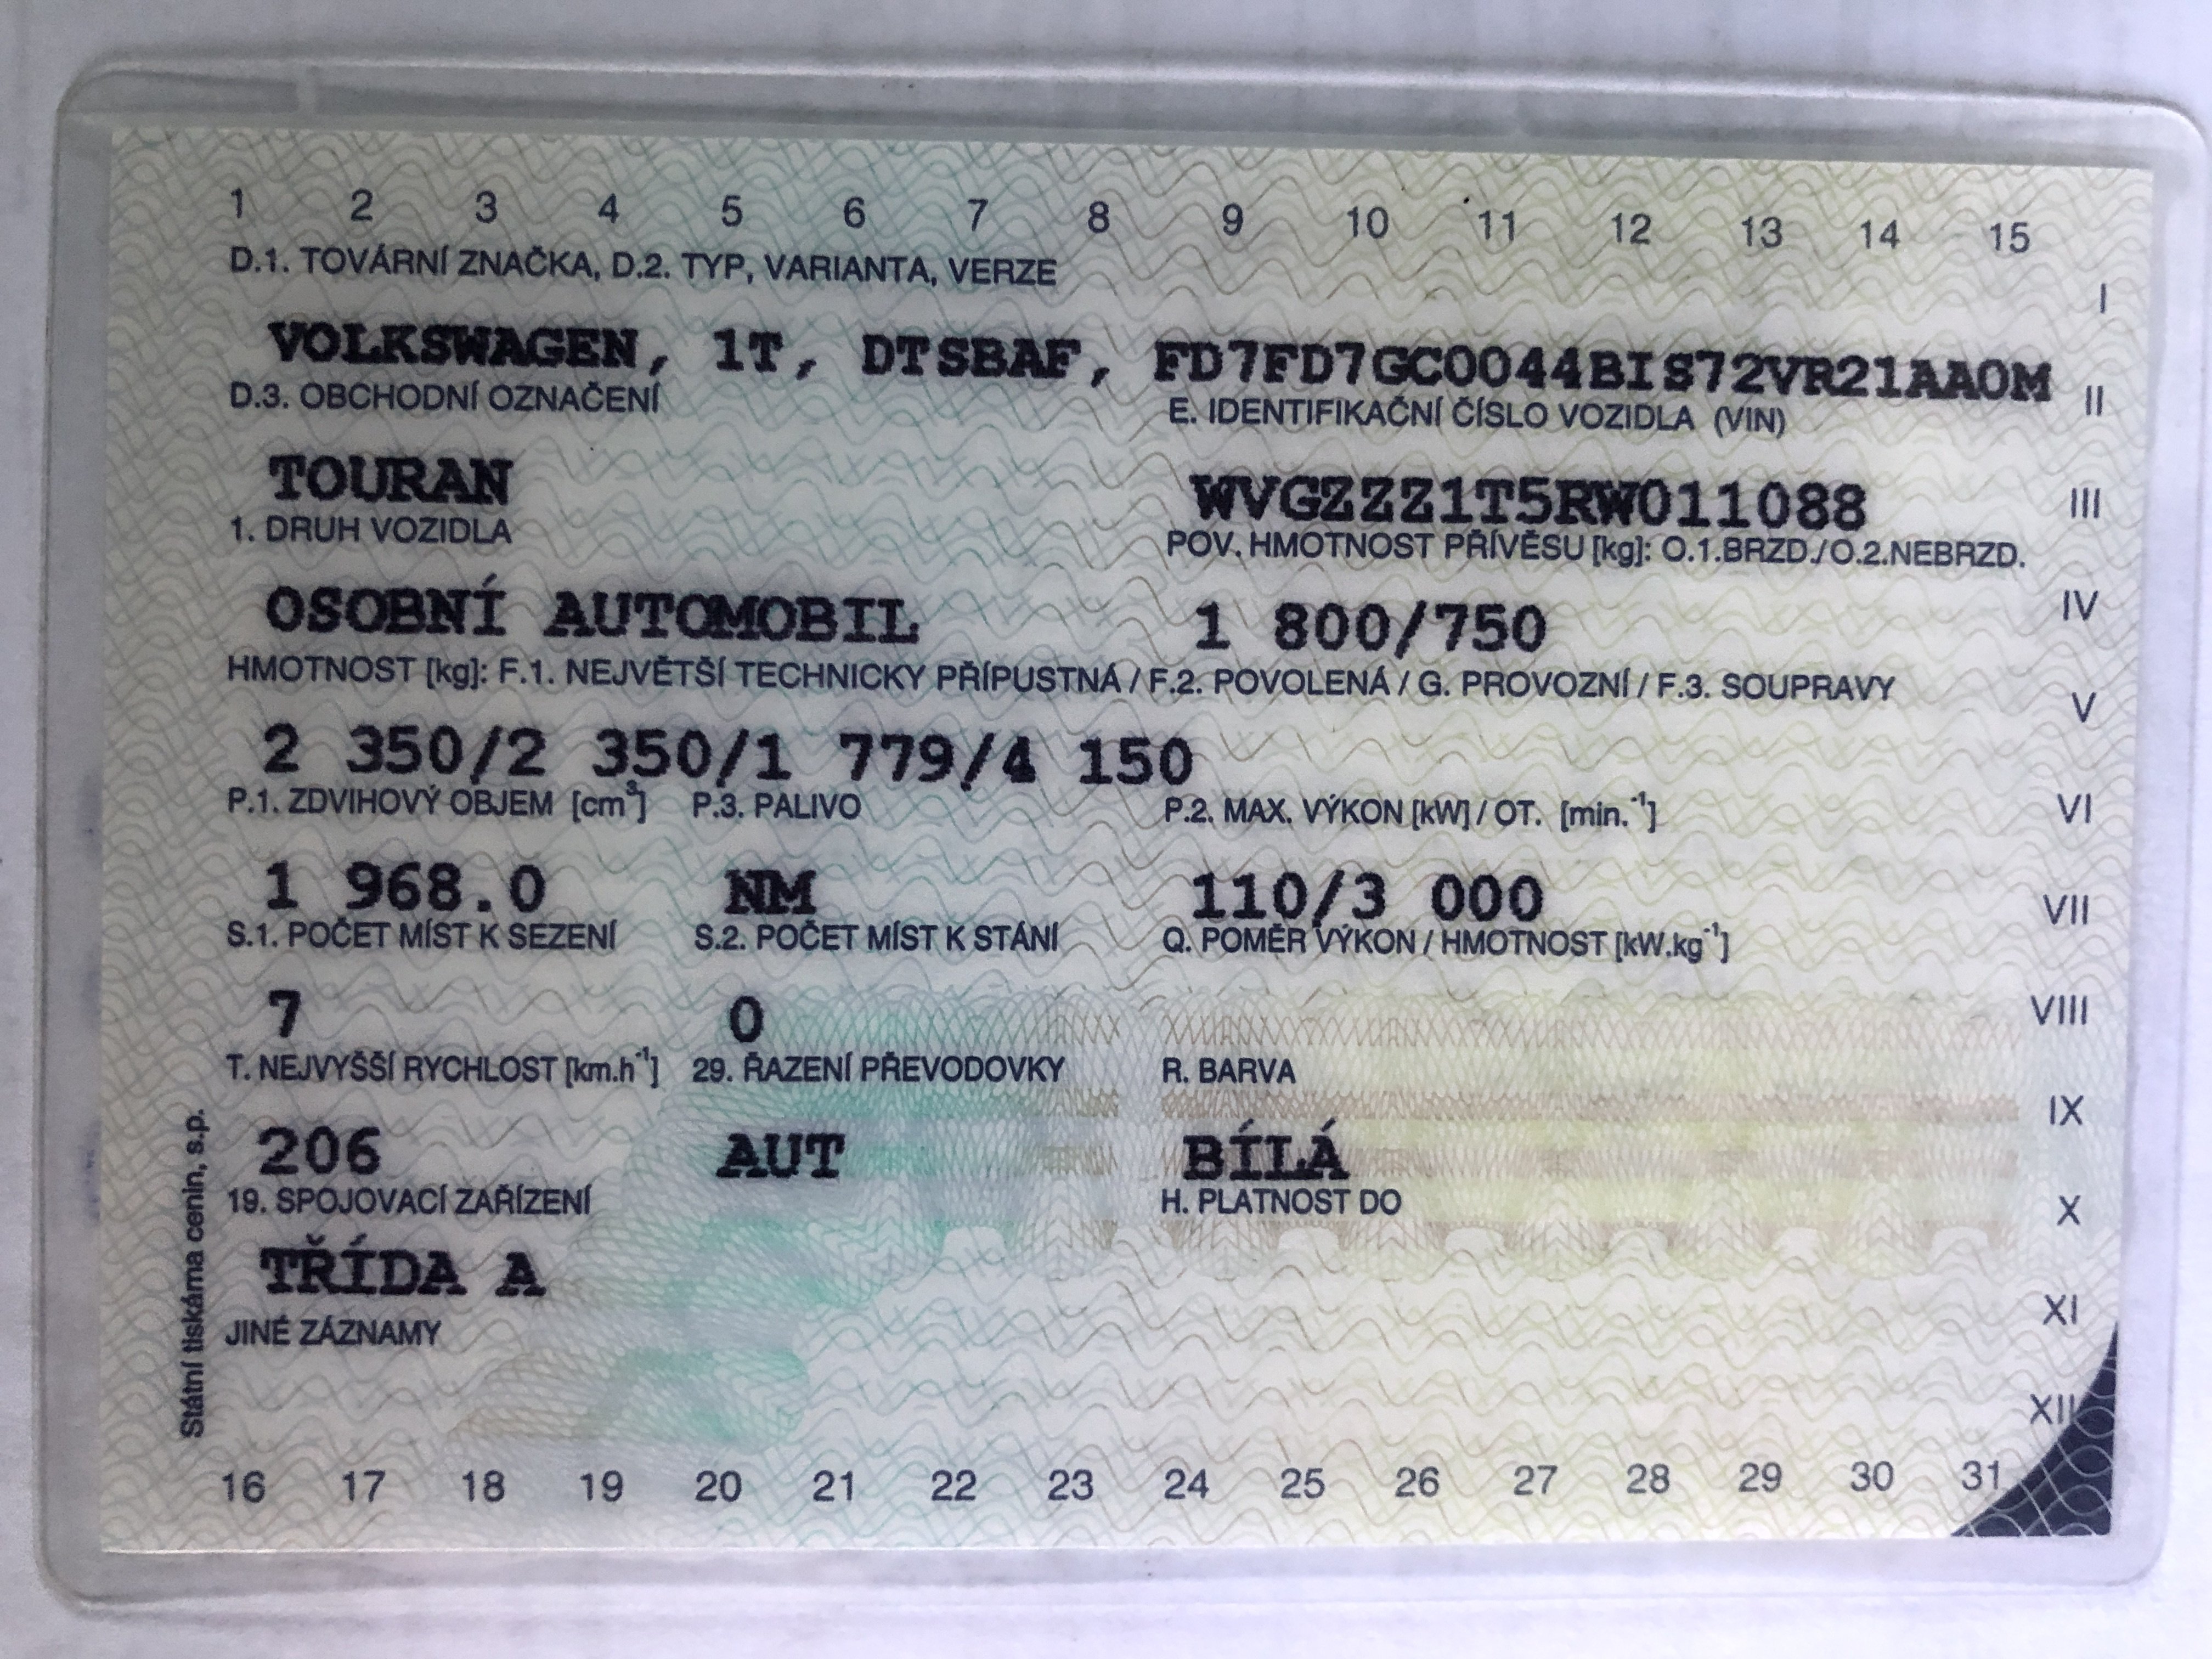 1 2 3 4 5 6 7 8 9 10 11 12 13 14 15
D.1. TOVÁRNÍ ZNAČKA, D.2. TYP, VARIANTA, VERZE
I
VOLKSWAGEN, 1T, DTSBAF, FD7FD7GC0044BIS72VR21AA0M
D.3. OBCHODNÍ OZNAČENÍ E. IDENTIFIKAČNÍ ČÍSLO VOZIDLA (VIN) II
TOURAN WVGZZZ1T5RW011088 III
1. DRUH VOZIDLA POV. HMOTNOST PŘÍVĚSU [kg]: O.1.BRZD./O.2.NEBRZD.
OSOBNÍ AUTOMOBIL 1 800/750 IV
HMOTNOST [kg]: F.1. NEJVĚTŠÍ TECHNICKY PŘÍPUSTNÁ / F.2. POVOLENÁ / G. PROVOZNÍ / F.3. SOUPRAVY
V
2 350/2 350/1 779/4 150
P.1. ZDVIHOVÝ OBJEM [cm³] P.3. PALIVO P.2. MAX. VÝKON [kW] / OT. [min.⁻¹] VI
1 968.0 NM 110/3 000 VII
S.1. POČET MÍST K SEZENÍ S.2. POČET MÍST K STÁNÍ Q. POMĚR VÝKON / HMOTNOST [kW.kg⁻¹]
7 0 VIII
T. NEJVYŠŠÍ RYCHLOST [km.h⁻¹] 29. ŘAZENÍ PŘEVODOVKY R. BARVA
IX
206 AUT BÍLÁ
19. SPOJOVACÍ ZAŘÍZENÍ H. PLATNOST DO X
TŘÍDA A
JINÉ ZÁZNAMY XI
XII
Státní tiskárna cenin, s.p.
16 17 18 19 20 21 22 23 24 25 26 27 28 29 30 31